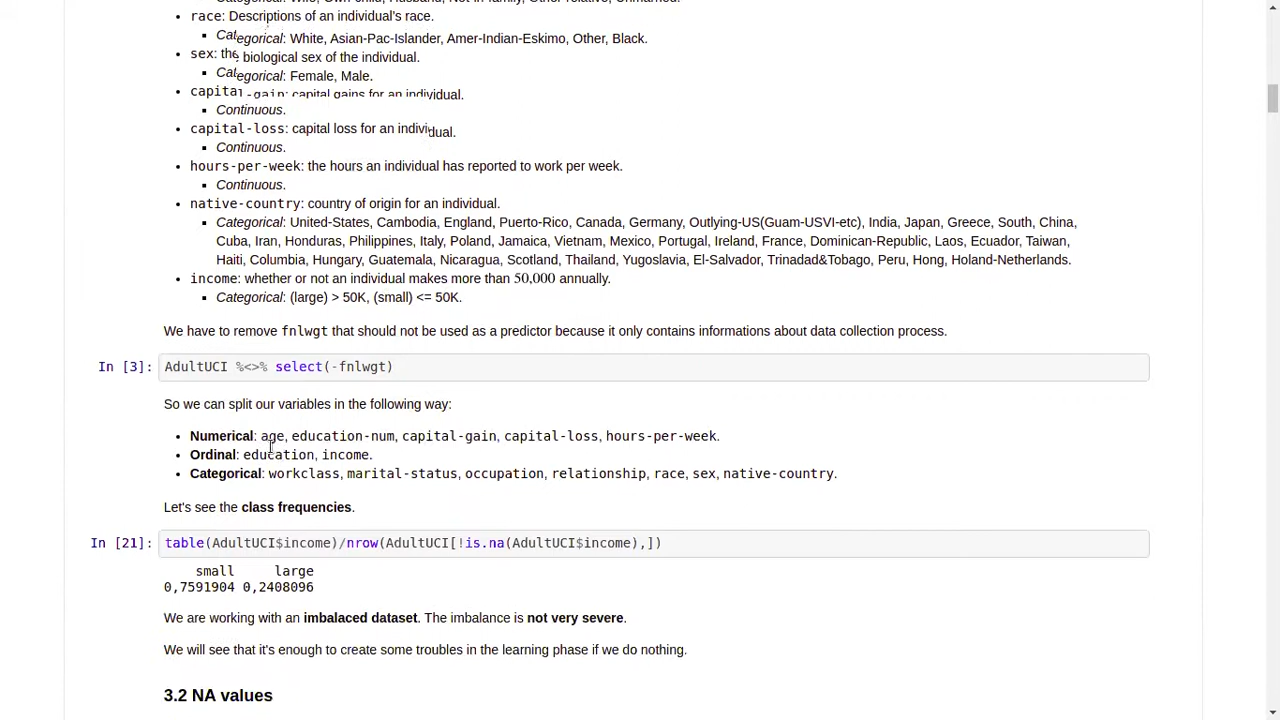 race: Descriptions of an individual's race.
Categorical: White, Asian-Pac-Islander, Amer-Indian-Eskimo, Other, Black.
sex: the biological sex of the individual.
Categorical: Female, Male.
capital-gain: capital gains for an individual.
Continuous.
capital-loss: capital loss for an individual.
Continuous.
hours-per-week: the hours an individual has reported to work per week.
Continuous.
native-country: country of origin for an individual.
Categorical: United-States, Cambodia, England, Puerto-Rico, Canada, Germany, Outlying-US(Guam-USVI-etc), India, Japan, Greece, South, China,
Cuba, Iran, Honduras, Philippines, Italy, Poland, Jamaica, Vietnam, Mexico, Portugal, Ireland, France, Dominican-Republic, Laos, Ecuador, Taiwan,
Haiti, Columbia, Hungary, Guatemala, Nicaragua, Scotland, Thailand, Yugoslavia, El-Salvador, Trinadad&Tobago, Peru, Hong, Holand-Netherlands.
income: whether or not an individual makes more than 50,000 annually.
Categorical: (large) > 50K, (small) <= 50K.
We have to remove fnlwgt that should not be used as a predictor because it only contains informations about data collection process.
In [3]: AdultUCI %<>% select(-fnlwgt)
So we can split our variables in the following way:
Numerical: age, education-num, capital-gain, capital-loss, hours-per-week.
Ordinal: education, income.
Categorical: workclass, marital-status, occupation, relationship, race, sex, native-country.
Let's see the class frequencies.
In [21]: table(AdultUCI$income)/nrow(AdultUCI[!is.na(AdultUCI$income),])
small large
0,7591904 0,2408096
We are working with an imbalaced dataset. The imbalance is not very severe.
We will see that it's enough to create some troubles in the learning phase if we do nothing.
3.2 NA values